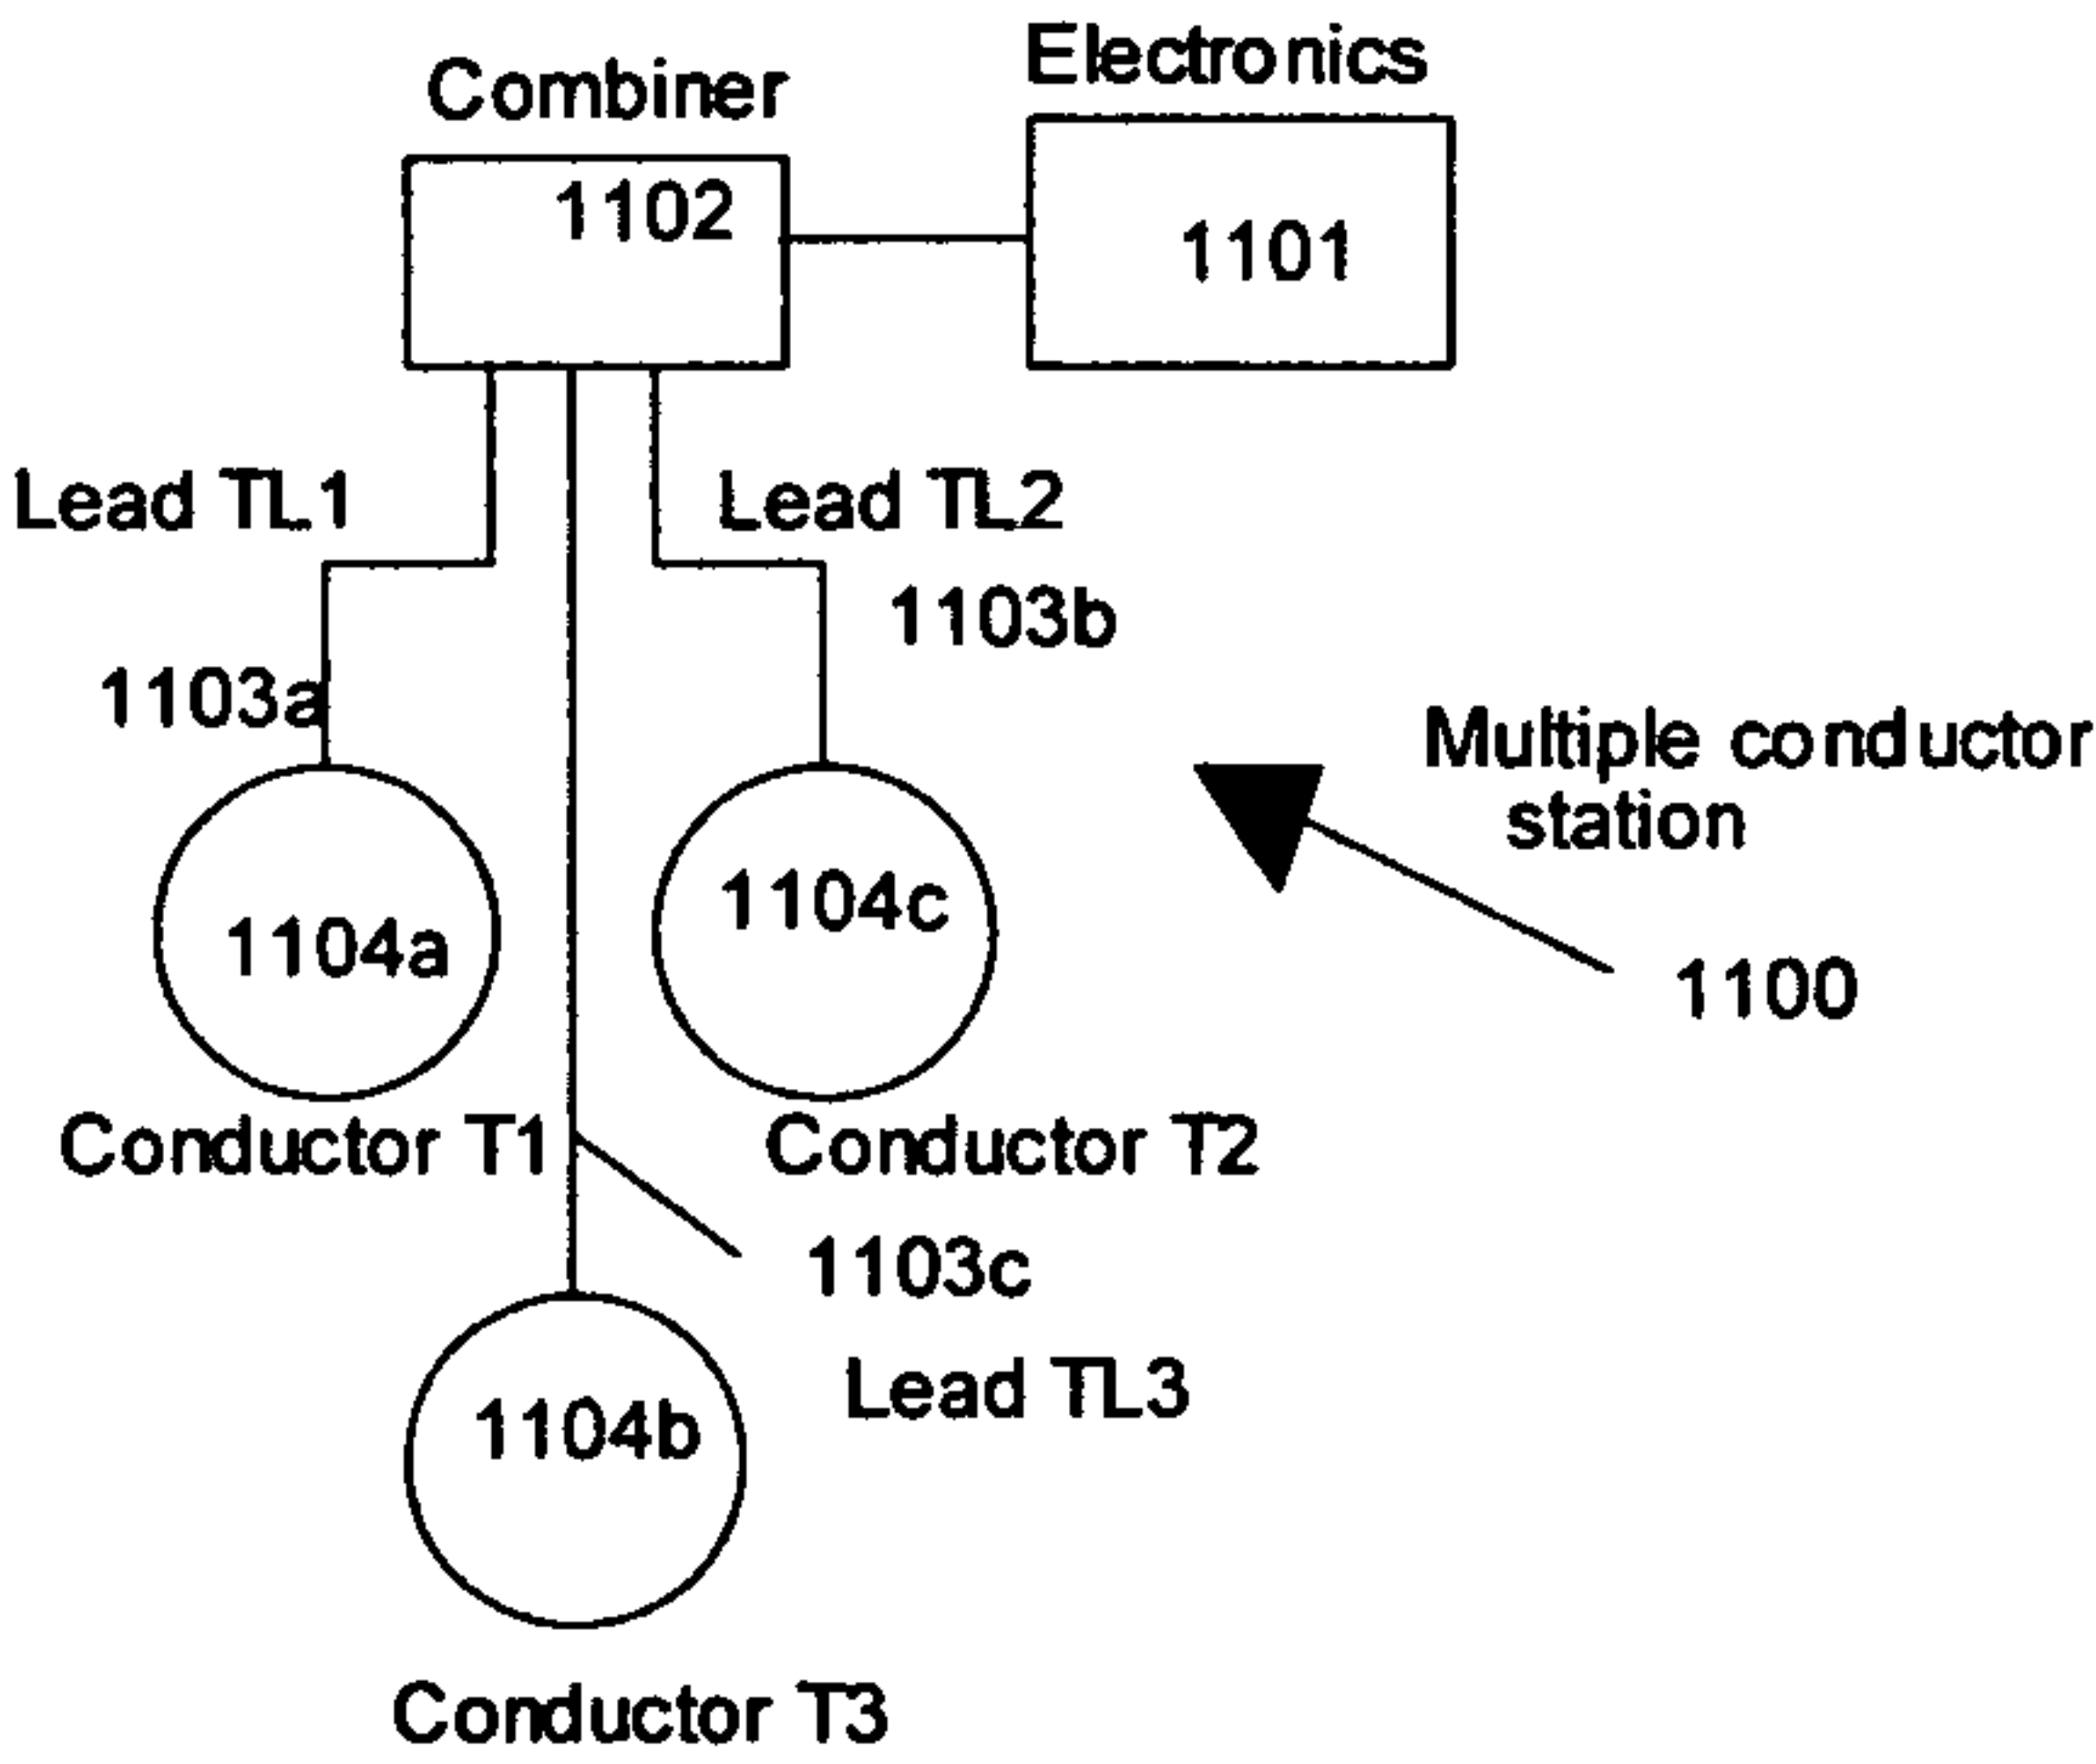 Electronics
Combiner
1102
1101
Lead TL1
Lead TL2
1103b
1103a
Multiple conductor
station
1104a
1104c
1100
Conductor T1
Conductor T2
1103c
Lead TL3
1104b
Conductor T3